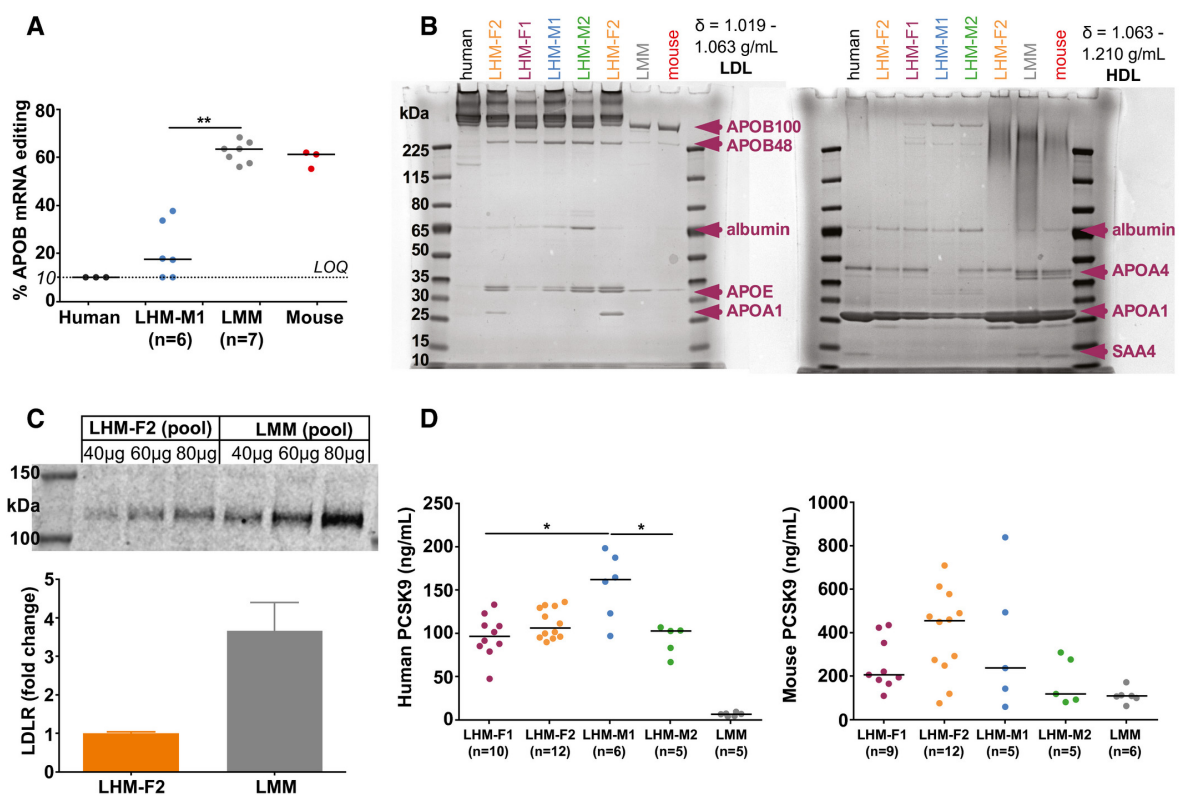 A
% APOB mRNA editing
80
60
40
20
10
0
**
LOQ
Human
LHM-M1
(n=6)
LMM
(n=7)
Mouse
B
human
LHM-F2
LHM-F1
LHM-M1
LHM-M2
LHM-F2
LMM
mouse
δ = 1.019 -
1.063 g/mL
LDL
kDa
225
115
80
65
50
40
30
25
15
10
APOB100
APOB48
albumin
APOE
APOA1
human
LHM-F2
LHM-F1
LHM-M1
LHM-M2
LHM-F2
LMM
mouse
δ = 1.063 -
1.210 g/mL
HDL
albumin
APOA4
APOA1
SAA4
C
LHM-F2 (pool) LMM (pool)
40µg 60µg 80µg 40µg 60µg 80µg
150
kDa
100
LDLR (fold change)
5
4
3
2
1
0
LHM-F2
LMM
D
Human PCSK9 (ng/mL)
250
200
150
100
50
0
*
*
LHM-F1
(n=10)
LHM-F2
(n=12)
LHM-M1
(n=6)
LHM-M2
(n=5)
LMM
(n=5)
Mouse PCSK9 (ng/mL)
1000
800
600
400
200
0
LHM-F1
(n=9)
LHM-F2
(n=12)
LHM-M1
(n=5)
LHM-M2
(n=5)
LMM
(n=6)